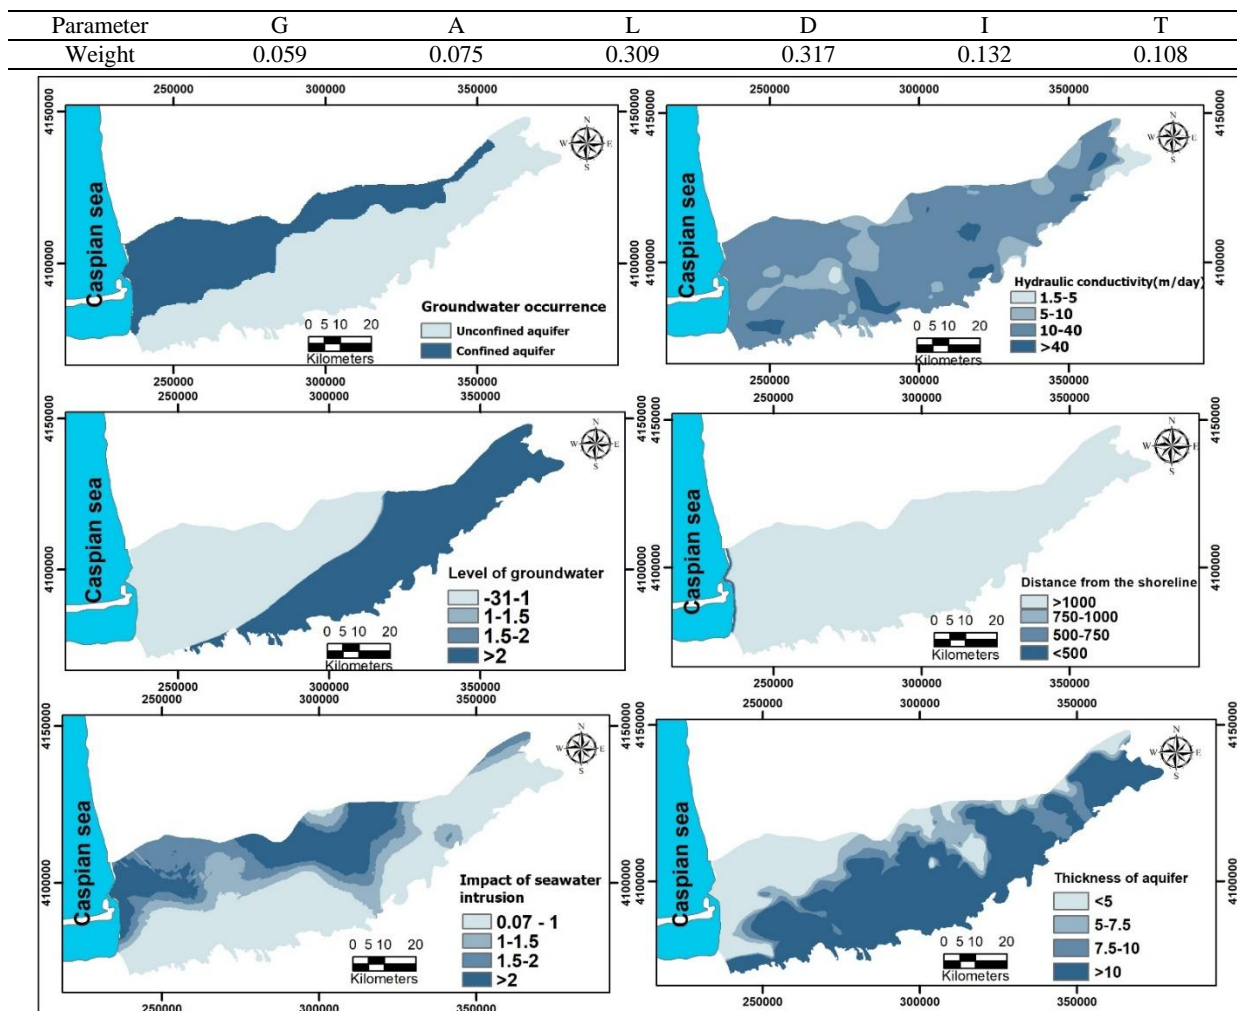 Parameter G A L D I T
Weight 0.059 0.075 0.309 0.317 0.132 0.108
250000 300000 350000
4150000
4100000
Caspian sea
N
W E
S
Groundwater occurrence
0 5 10 20
Kilometers
Unconfined aquifer
Confined aquifer
250000 300000 350000
250000 300000 350000
4150000 4150000
4100000 4100000
Caspian sea
N
W E
S
Hydraulic conductivity(m/day)
1.5-5
5-10
10-40
>40
0 5 10 20
Kilometers
250000 300000 350000
4150000
4100000
Caspian sea
N
W E
S
Level of groundwater
-31-1
1-1.5
1.5-2
>2
0 5 10 20
Kilometers
250000 300000 350000
4150000 4150000
4100000 4100000
Caspian sea
N
W E
S
Distance from the shoreline
>1000
750-1000
500-750
<500
0 5 10 20
Kilometers
250000 300000 350000
4150000
4100000
Caspian sea
N
W E
S
Impact of seawater
intrusion
0.07 - 1
1-1.5
1.5-2
>2
0 5 10 20
Kilometers
250000 300000 350000
250000 300000 350000
4150000
4100000 4100000
Caspian sea
N
W E
S
Thickness of aquifer
<5
5-7.5
7.5-10
>10
0 5 10 20
Kilometers
250000 300000 350000